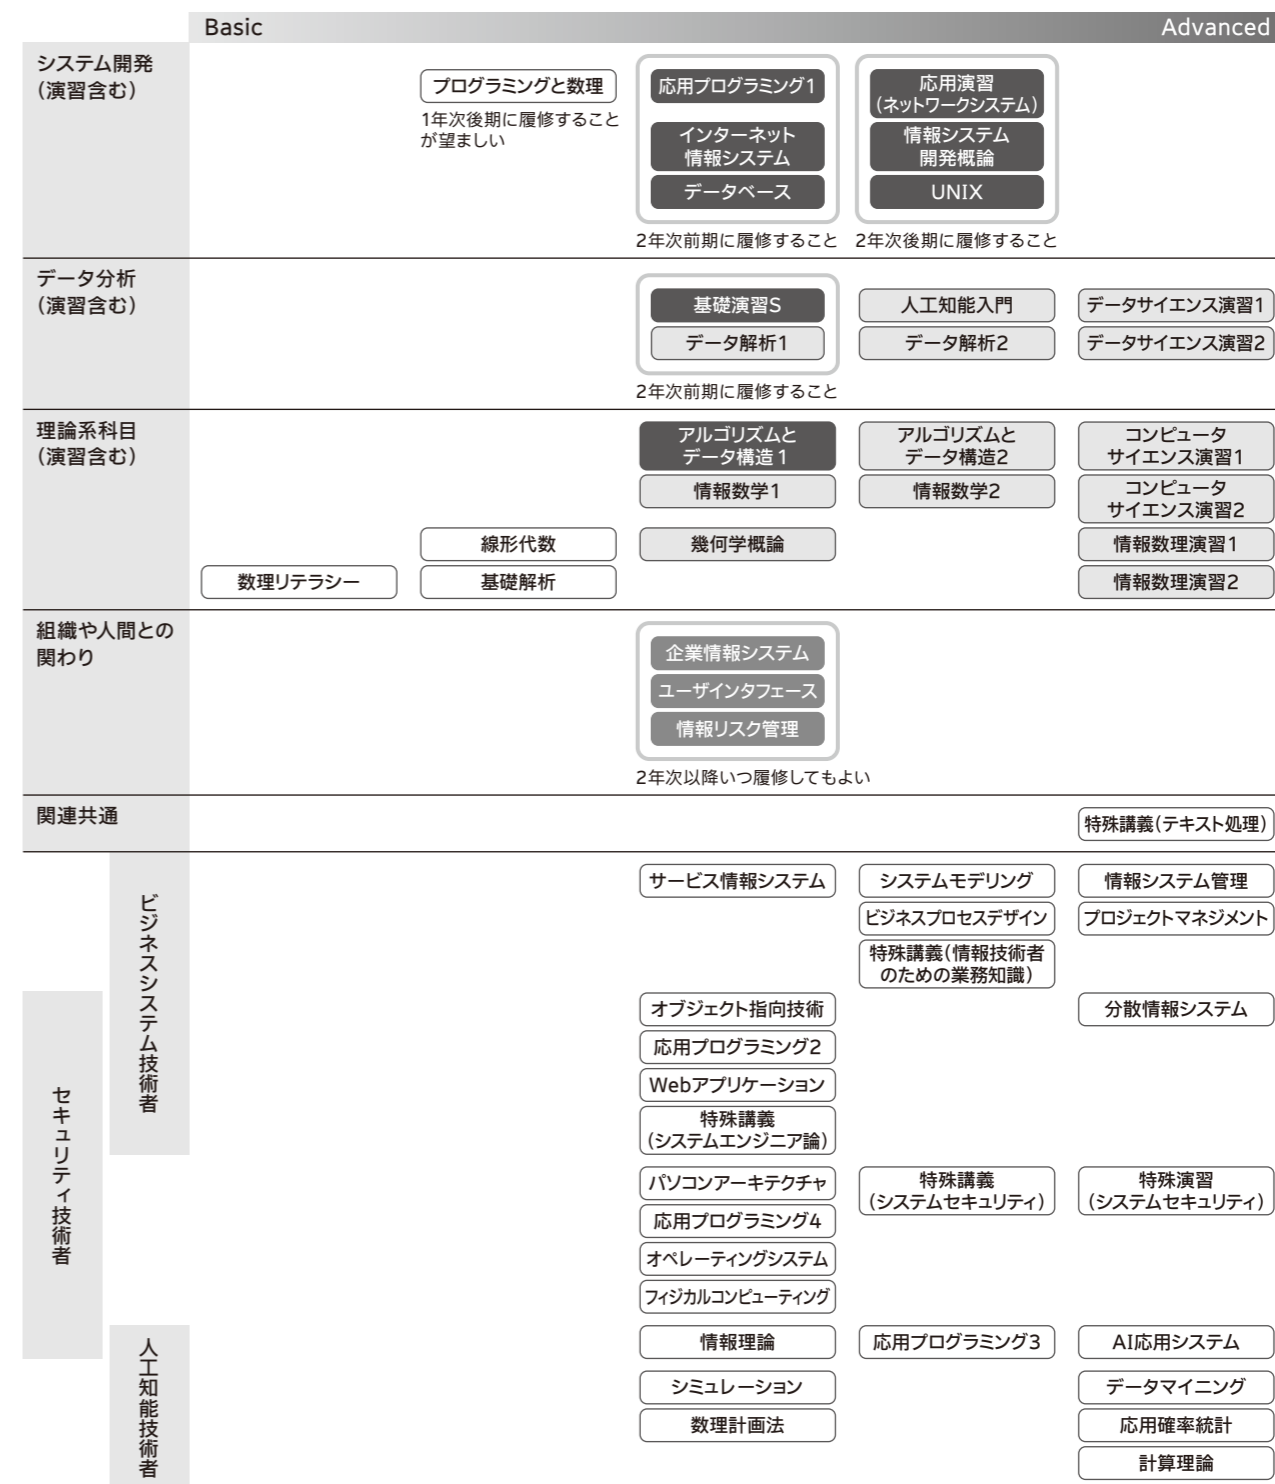 Basic
Advanced
システム開発
（演習含む）
プログラミングと数理
1年次後期に履修すること
が望ましい
応用プログラミング1
インターネット
情報システム
データベース
2年次前期に履修すること
応用演習
（ネットワークシステム）
情報システム
開発概論
UNIX
2年次後期に履修すること
データ分析
（演習含む）
基礎演習S
データ解析1
2年次前期に履修すること
人工知能入門
データ解析2
データサイエンス演習1
データサイエンス演習2
理論系科目
（演習含む）
数理リテラシー
線形代数
基礎解析
アルゴリズムと
データ構造1
情報数学1
幾何学概論
アルゴリズムと
データ構造2
情報数学2
コンピュータ
サイエンス演習1
コンピュータ
サイエンス演習2
情報数理演習1
情報数理演習2
組織や人間との
関わり
企業情報システム
ユーザインタフェース
情報リスク管理
2年次以降いつ履修してもよい
関連共通
特殊講義（テキスト処理）
ビジネスシステム技術者
セキュリティ技術者
人工知能技術者
サービス情報システム
システムモデリング
情報システム管理
ビジネスプロセスデザイン
プロジェクトマネジメント
特殊講義（情報技術者
のための業務知識）
オブジェクト指向技術
分散情報システム
応用プログラミング2
Webアプリケーション
特殊講義
（システムエンジニア論）
パソコンアーキテクチャ
特殊講義
（システムセキュリティ）
特殊演習
（システムセキュリティ）
応用プログラミング4
オペレーティングシステム
フィジカルコンピューティング
情報理論
応用プログラミング3
AI応用システム
シミュレーション
データマイニング
数理計画法
応用確率統計
計算理論